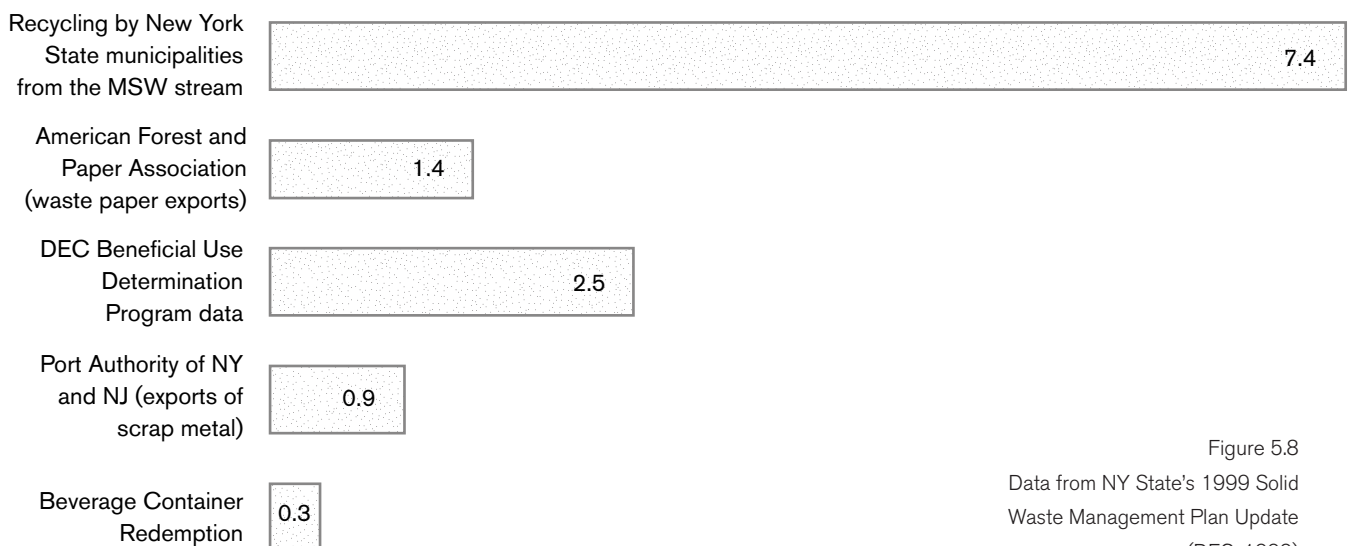 Recycling by New York
State municipalities
from the MSW stream
7.4
American Forest and
Paper Association
(waste paper exports)
1.4
DEC Beneficial Use
Determination
Program data
2.5
Port Authority of NY
and NJ (exports of
scrap metal)
0.9
Beverage Container
Redemption
0.3
Figure 5.8
Data from NY State's 1999 Solid
Waste Management Plan Update